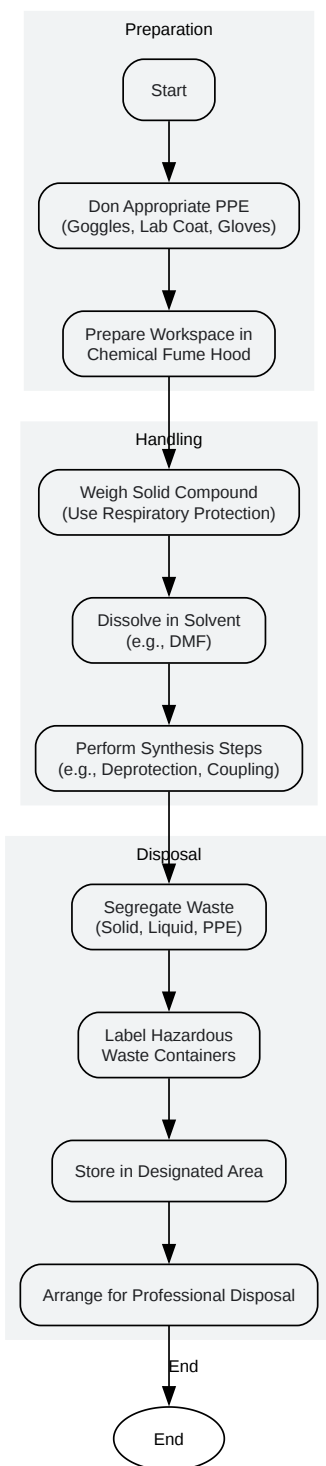 Preparation
Start
Don Appropriate PPE
(Goggles, Lab Coat, Gloves)
Prepare Workspace in
Chemical Fume Hood
Handling
Weigh Solid Compound
(Use Respiratory Protection)
Dissolve in Solvent
(e.g., DMF)
Perform Synthesis Steps
(e.g., Deprotection, Coupling)
Disposal
Segregate Waste
(Solid, Liquid, PPE)
Label Hazardous
Waste Containers
Store in Designated Area
Arrange for Professional Disposal
End
End